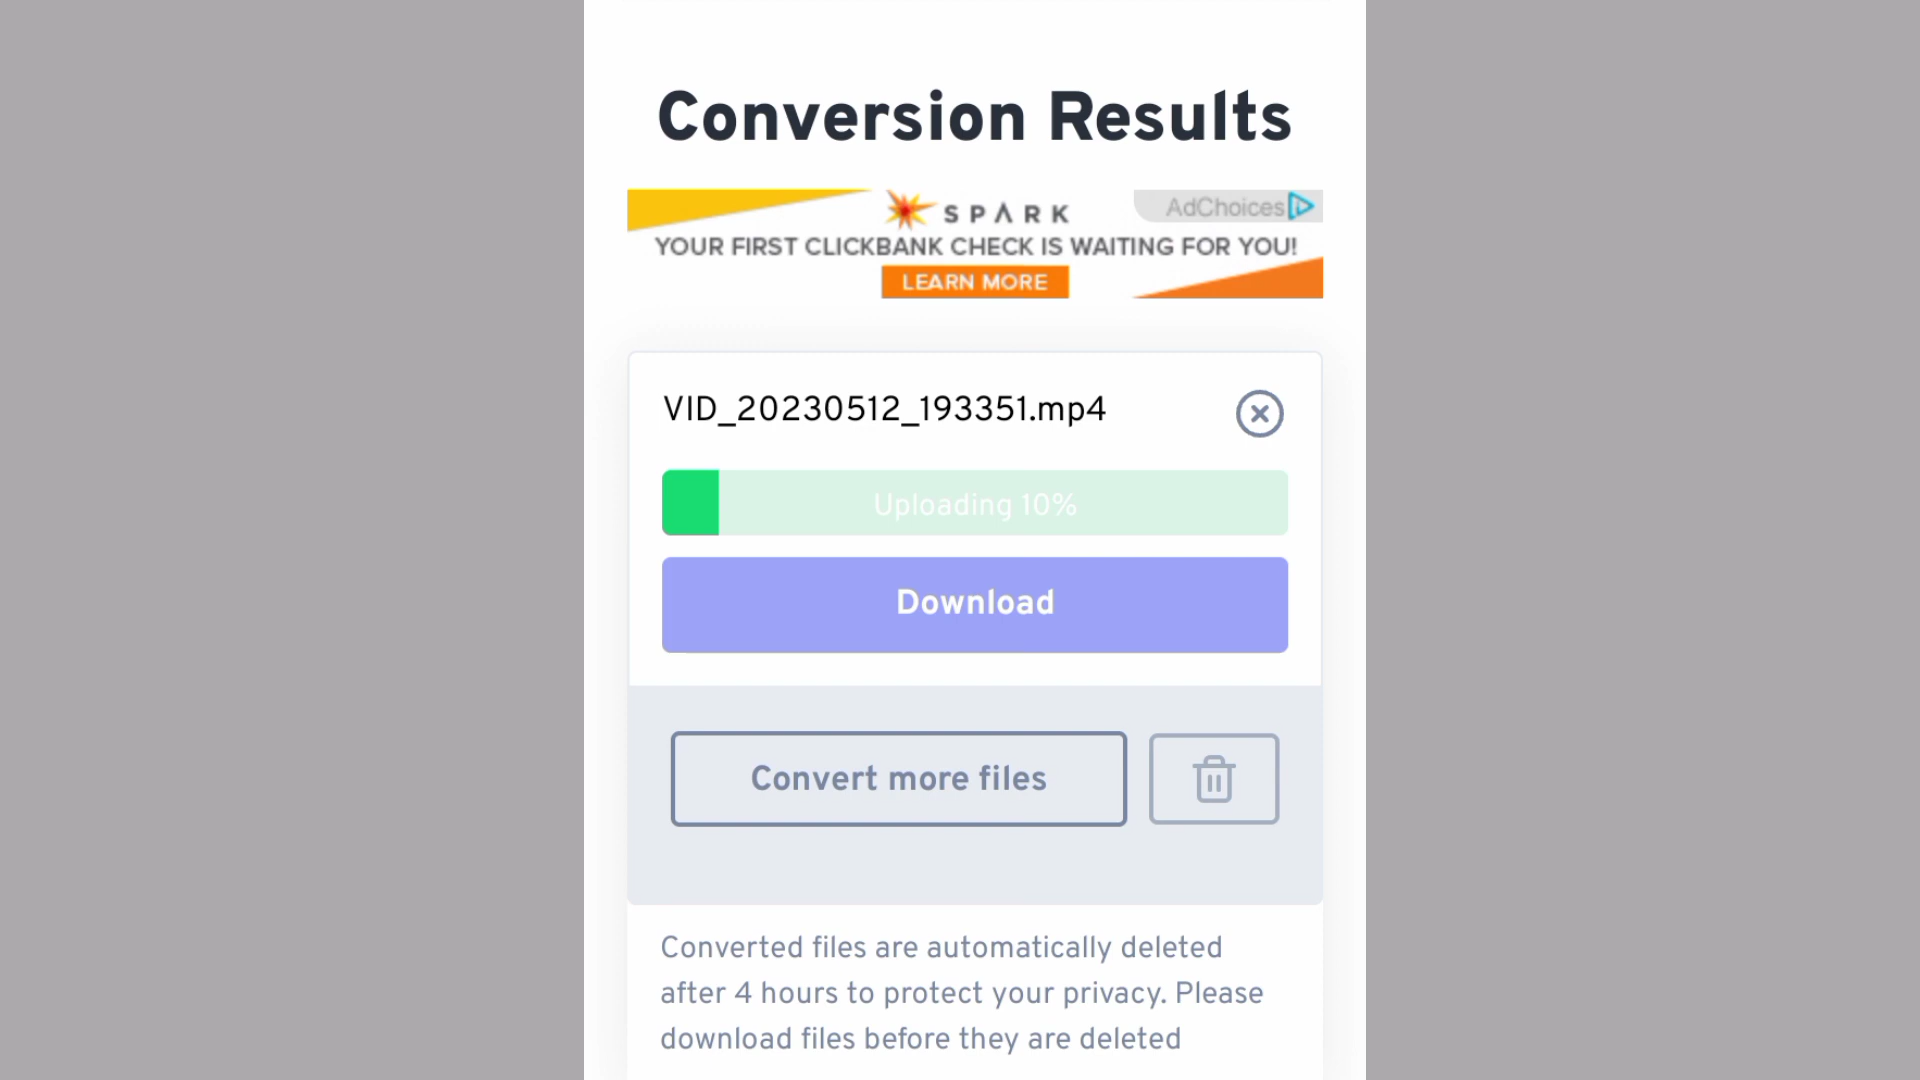 Conversion Results
SPARK
AdChoices
YOUR FIRST CLICKBANK CHECK IS WAITING FOR YOU!
LEARN MORE
VID_20230512_193351.mp4
Uploading 10%
Download
Convert more files
Converted files are automatically deleted
after 4 hours to protect your privacy. Please
download files before they are deleted